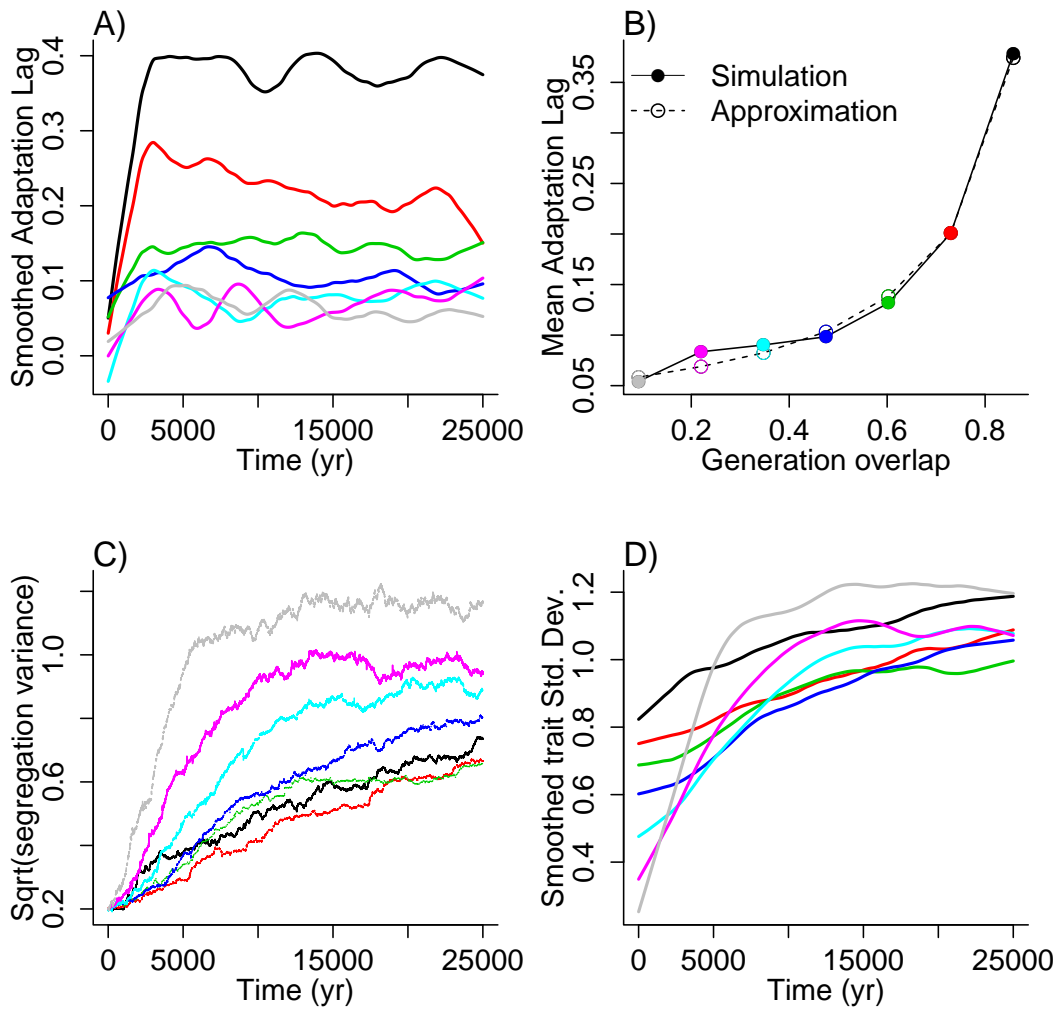 A)
Smoothed Adaptation Lag
0.0 0.1 0.2 0.3 0.4
0 5000 15000 25000
Time (yr)
B)
Mean Adaptation Lag
0.05 0.15 0.25 0.35
Simulation
Approximation
0.2 0.4 0.6 0.8
Generation overlap
C)
Sqrt(segregation variance)
0.2 0.6 1.0
0 5000 15000 25000
Time (yr)
D)
Smoothed trait Std. Dev.
0.4 0.6 0.8 1.0 1.2
0 5000 15000 25000
Time (yr)